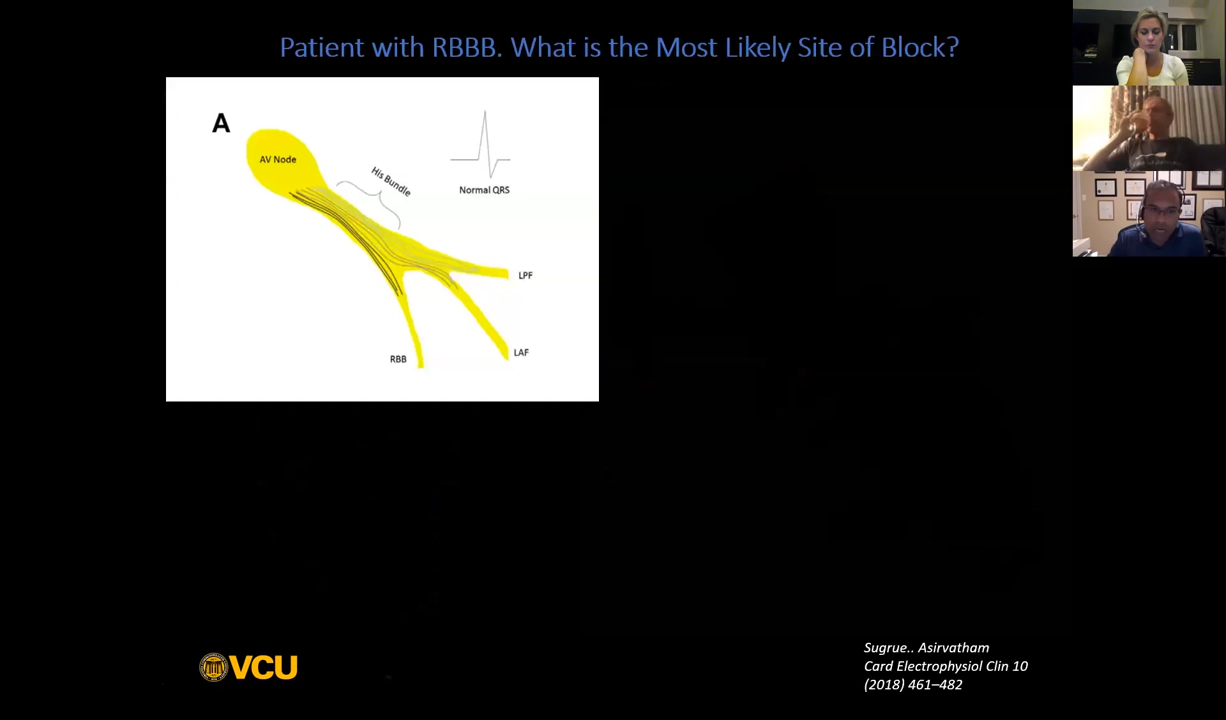 Patient with RBBB. What is the Most Likely Site of Block?
A
AV Node
His Bundle
Normal QRS
LPF
LAF
RBB
VCU
Sugrue.. Asirvatham
Card Electrophysiol Clin 10
(2018) 461–482